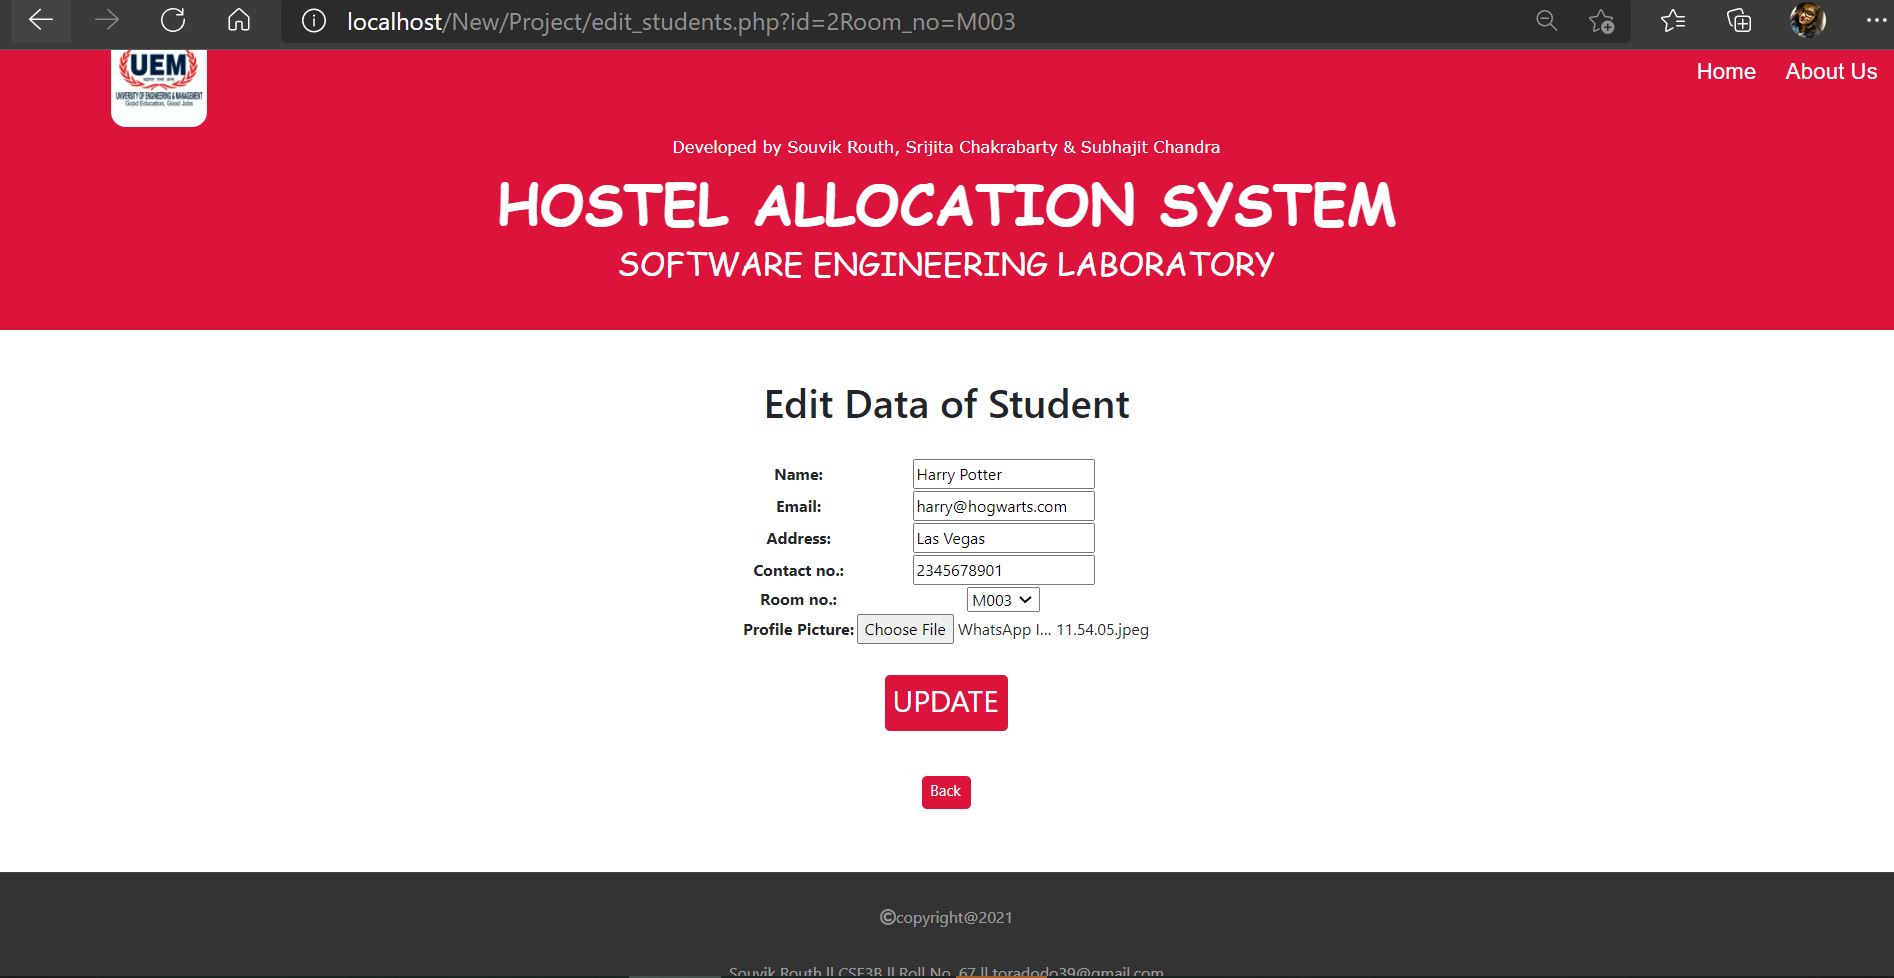 localhost/New/Project/edit_students.php?id=2Room_no=M003
UEM
UNIVERSITY OF ENGINEERING & MANAGEMENT
Good Education, Good Jobs
Home About Us
Developed by Souvik Routh, Srijita Chakrabarty & Subhajit Chandra
HOSTEL ALLOCATION SYSTEM
SOFTWARE ENGINEERING LABORATORY
Edit Data of Student
Name: Harry Potter
Email: harry@hogwarts.com
Address: Las Vegas
Contact no.: 2345678901
Room no.: M003
Profile Picture: Choose File WhatsApp I... 11.54.05.jpeg
UPDATE
Back
©copyright@2021
Souvik Routh || CSE3B || Roll No. 67 || toradodo39@gmail.com